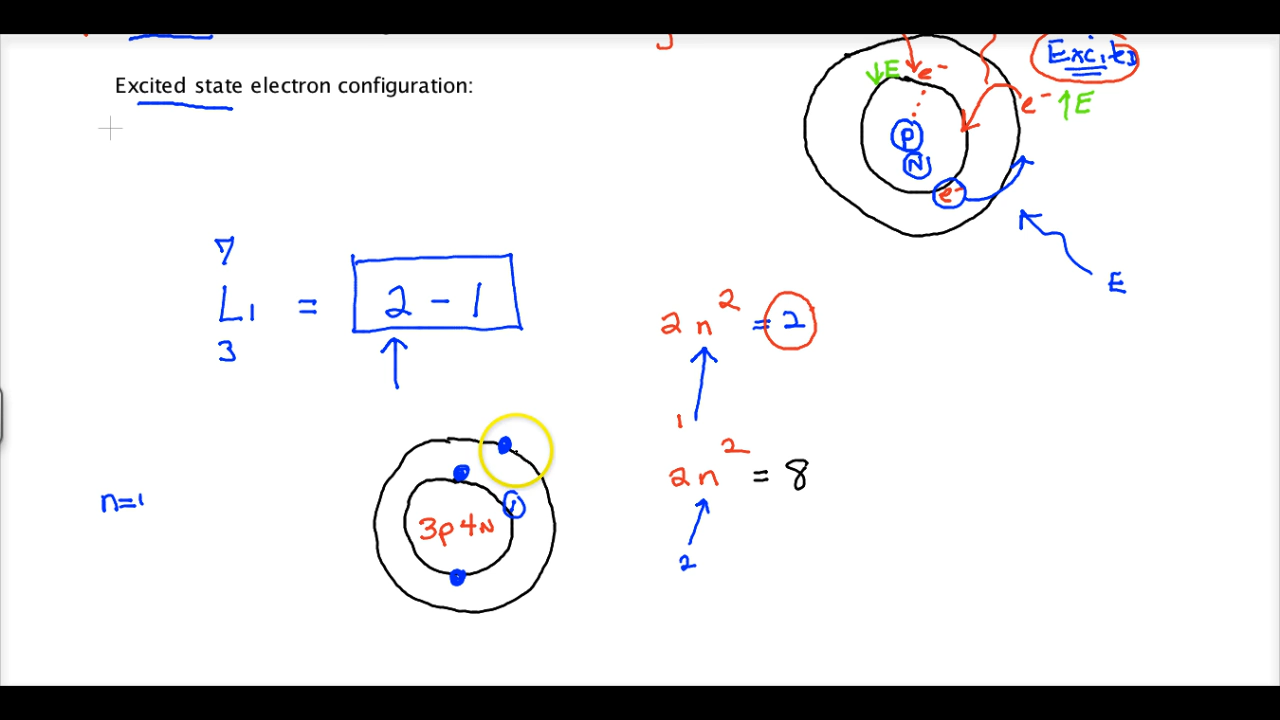 Excited
Excited state electron configuration:
↓E e⁻
e⁻ ↑E
P
N
e⁻
E
7
Li = 2 - 1
3
2n² = 2
1
2n² = 8
2
n=1
1
3p 4N